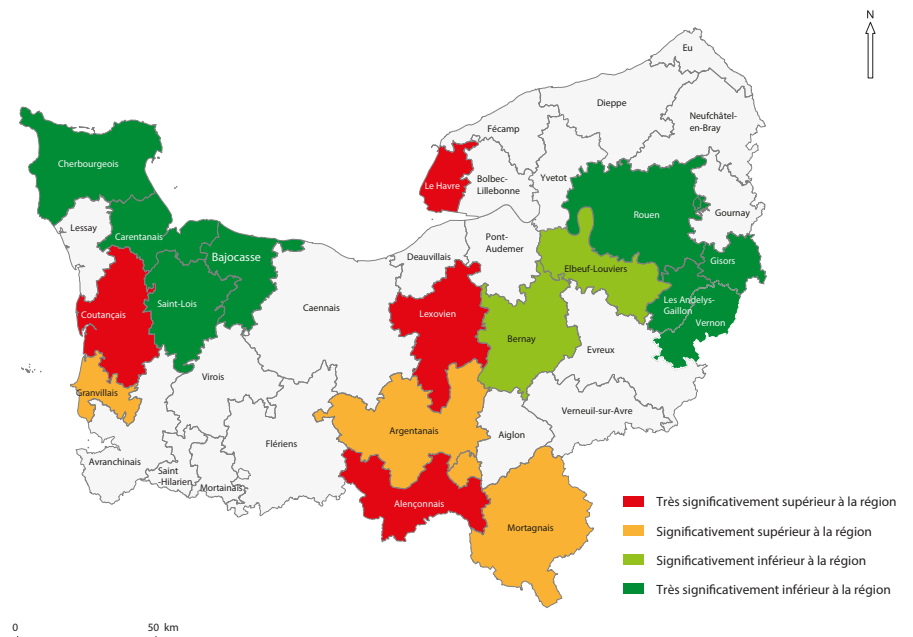 N
Eu
Dieppe
Neufchâtel-
en-Bray
Fécamp
Cherbourgeois
Yvetot
Bolbec-
Lillebonne
Le Havre
Rouen
Gournay
Lessay
Carentanais
Pont-
Audemer
Bajocasse
Deauvillais
Gisors
Elbeuf-Louviers
Saint-Lois
Caennais
Les Andelys-
Gaillon
Coutançais
Lexovien
Vernon
Bernay
Evreux
Virois
Granvillais
Verneuil-sur-Avre
Argentanais
Aiglon
Flériens
Avranchinais
Saint
-Hilarien
Mortainais
Alençonnais
Mortagnais
Très significativement supérieur à la région
Significativement supérieur à la région
Significativement inférieur à la région
Très significativement inférieur à la région
0 50 km